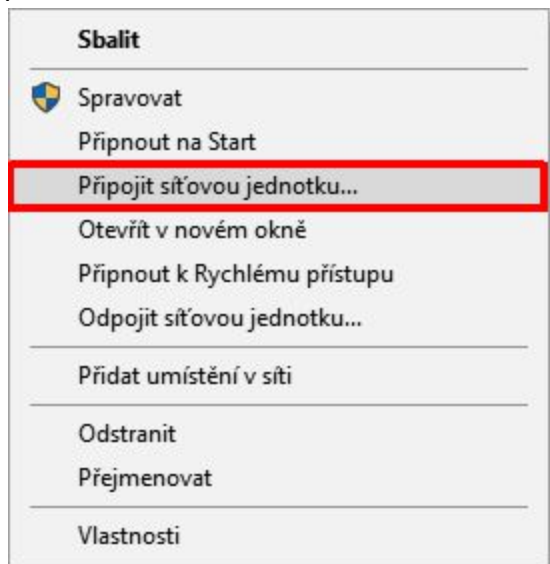 Sbalit
Spravovat
Připnout na Start
Připojit síťovou jednotku...
Otevřít v novém okně
Připnout k Rychlému přístupu
Odpojit síťovou jednotku...
Přidat umístění v síti
Odstranit
Přejmenovat
Vlastnosti